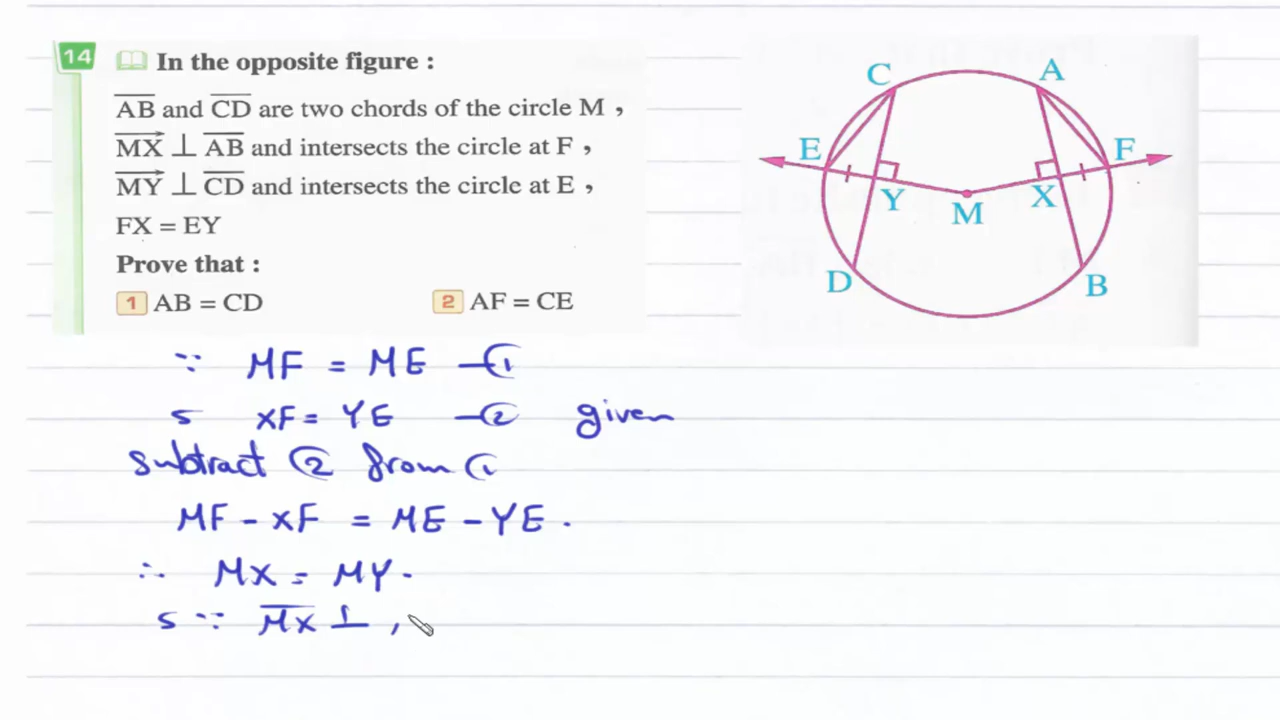 14 In the opposite figure :
AB and CD are two chords of the circle M ,
MX ⊥ AB and intersects the circle at F ,
MY ⊥ CD and intersects the circle at E ,
FX = EY
Prove that :
1 AB = CD 2 AF = CE
C A
E F
Y M X
D B
∵ MF = ME —①
, XF = YE —② given
subtract ② from ①
MF - XF = ME - YE .
∴ MX = MY .
, ∵ MX ⊥